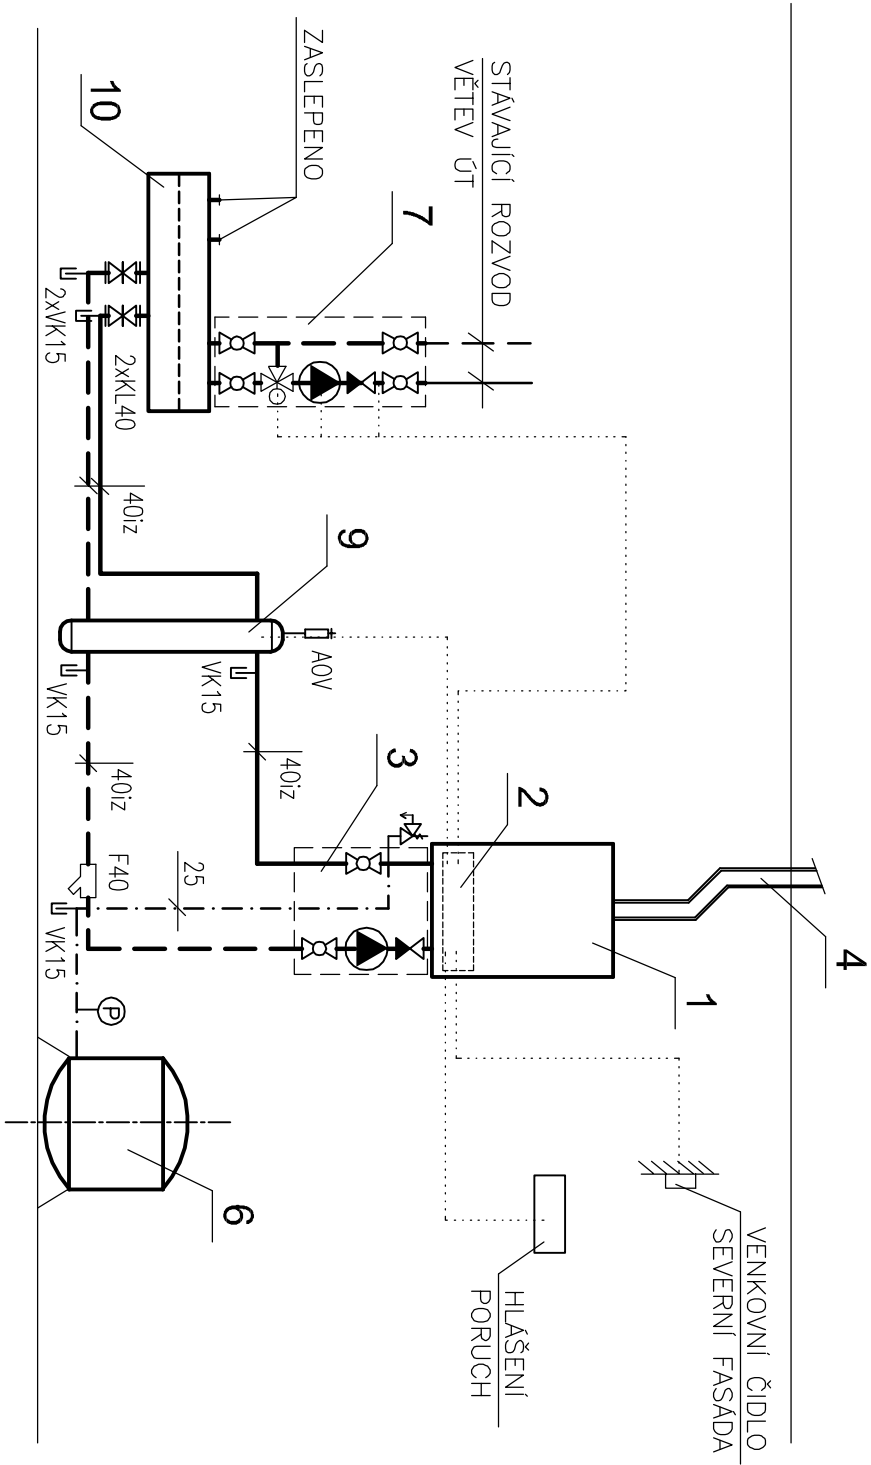 ZASLEPENO
STÁVAJÍCÍ ROZVOD
VĚTEV ÚT
10
7
2xVK15
2xKL40
40iz
9
AOV
VK15
VK15
40iz
40iz
3
2
F40
25
VK15
P
4
1
6
HLÁŠENÍ
PORUCH
VENKOVNÍ ČIDLO
SEVERNÍ FASÁDA